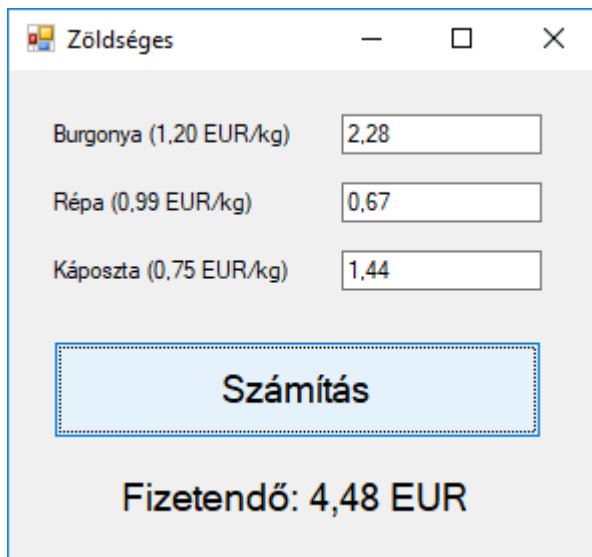 Zöldséges
Burgonya (1,20 EUR/kg) 2,28
Répa (0,99 EUR/kg) 0,67
Káposzta (0,75 EUR/kg) 1,44
Számítás
Fizetendő: 4,48 EUR